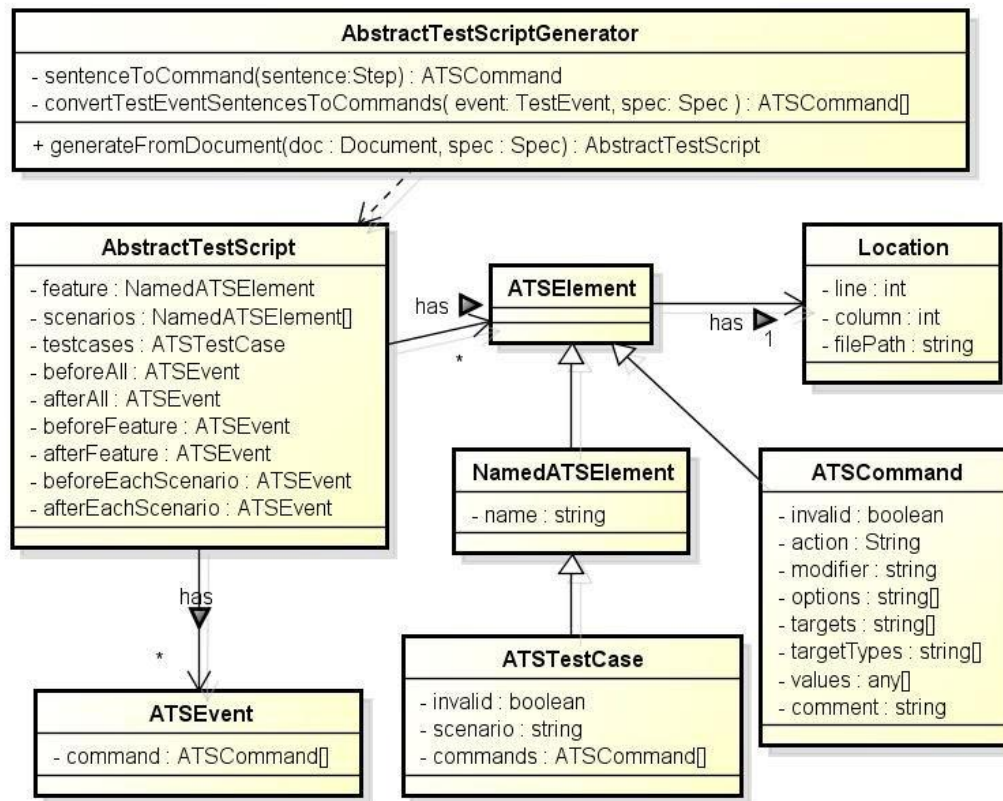 AbstractTestScriptGenerator
- sentenceToCommand(sentence:Step) : ATSCommand
- convertTestEventSentencesToCommands( event: TestEvent, spec: Spec ) : ATSCommand[]
+ generateFromDocument(doc : Document, spec : Spec) : AbstractTestScript
AbstractTestScript
- feature : NamedATSElement
- scenarios : NamedATSElement[]
- testcases : ATSTestCase
- beforeAll : ATSEvent
- afterAll : ATSEvent
- beforeFeature : ATSEvent
- afterFeature : ATSEvent
- beforeEachScenario : ATSEvent
- afterEachScenario : ATSEvent
has
*
ATSElement
has
1
Location
- line : int
- column : int
- filePath : string
NamedATSElement
- name : string
ATSCommand
- invalid : boolean
- action : String
- modifier : string
- options : string[]
- targets : string[]
- targetTypes : string[]
- values : any[]
- comment : string
has
*
ATSEvent
- command : ATSCommand[]
ATSTestCase
- invalid : boolean
- scenario : string
- commands : ATSCommand[]